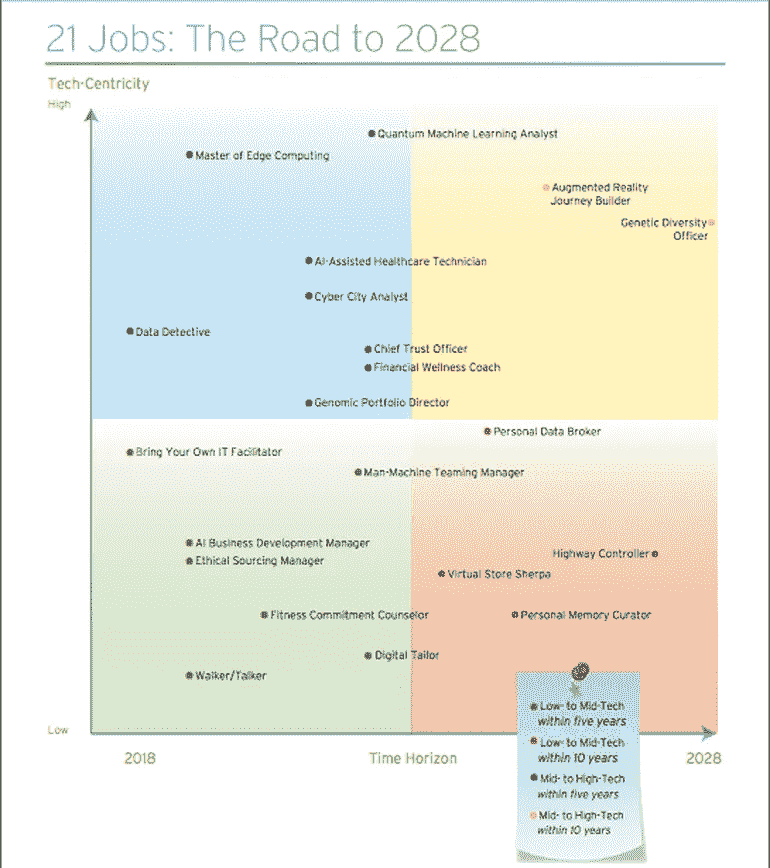 21 Jobs: The Road to 2028
Tech-Centricity
High
Quantum Machine Learning Analyst
Master of Edge Computing
Augmented Reality
Journey Builder
Genetic Diversity
Officer
AI-Assisted Healthcare Technician
Cyber City Analyst
Data Detective
Chief Trust Officer
Financial Wellness Coach
Genomic Portfolio Director
Personal Data Broker
Bring Your Own IT Facilitator
Man-Machine Teaming Manager
AI Business Development Manager
Highway Controller
Ethical Sourcing Manager
Virtual Store Sherpa
Fitness Commitment Counselor
Personal Memory Curator
Digital Tailor
Walker/Talker
Low- to Mid-Tech
within five years
Low
Low- to Mid-Tech
within 10 years
2018
Time Horizon
2028
Mid- to High-Tech
within five years
Mid- to High-Tech
within 10 years